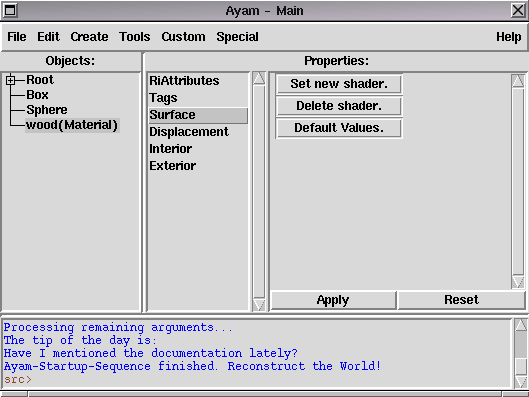 Ayam - Main
File Edit Create Tools Custom Special Help
Objects: Properties:
Root
Box
Sphere
wood(Material)
RiAttributes
Tags
Surface
Displacement
Interior
Exterior
Set new shader.
Delete shader.
Default Values.
Apply Reset
Processing remaining arguments...
The tip of the day is:
Have I mentioned the documentation lately?
Ayam-Startup-Sequence finished. Reconstruct the World!
src>